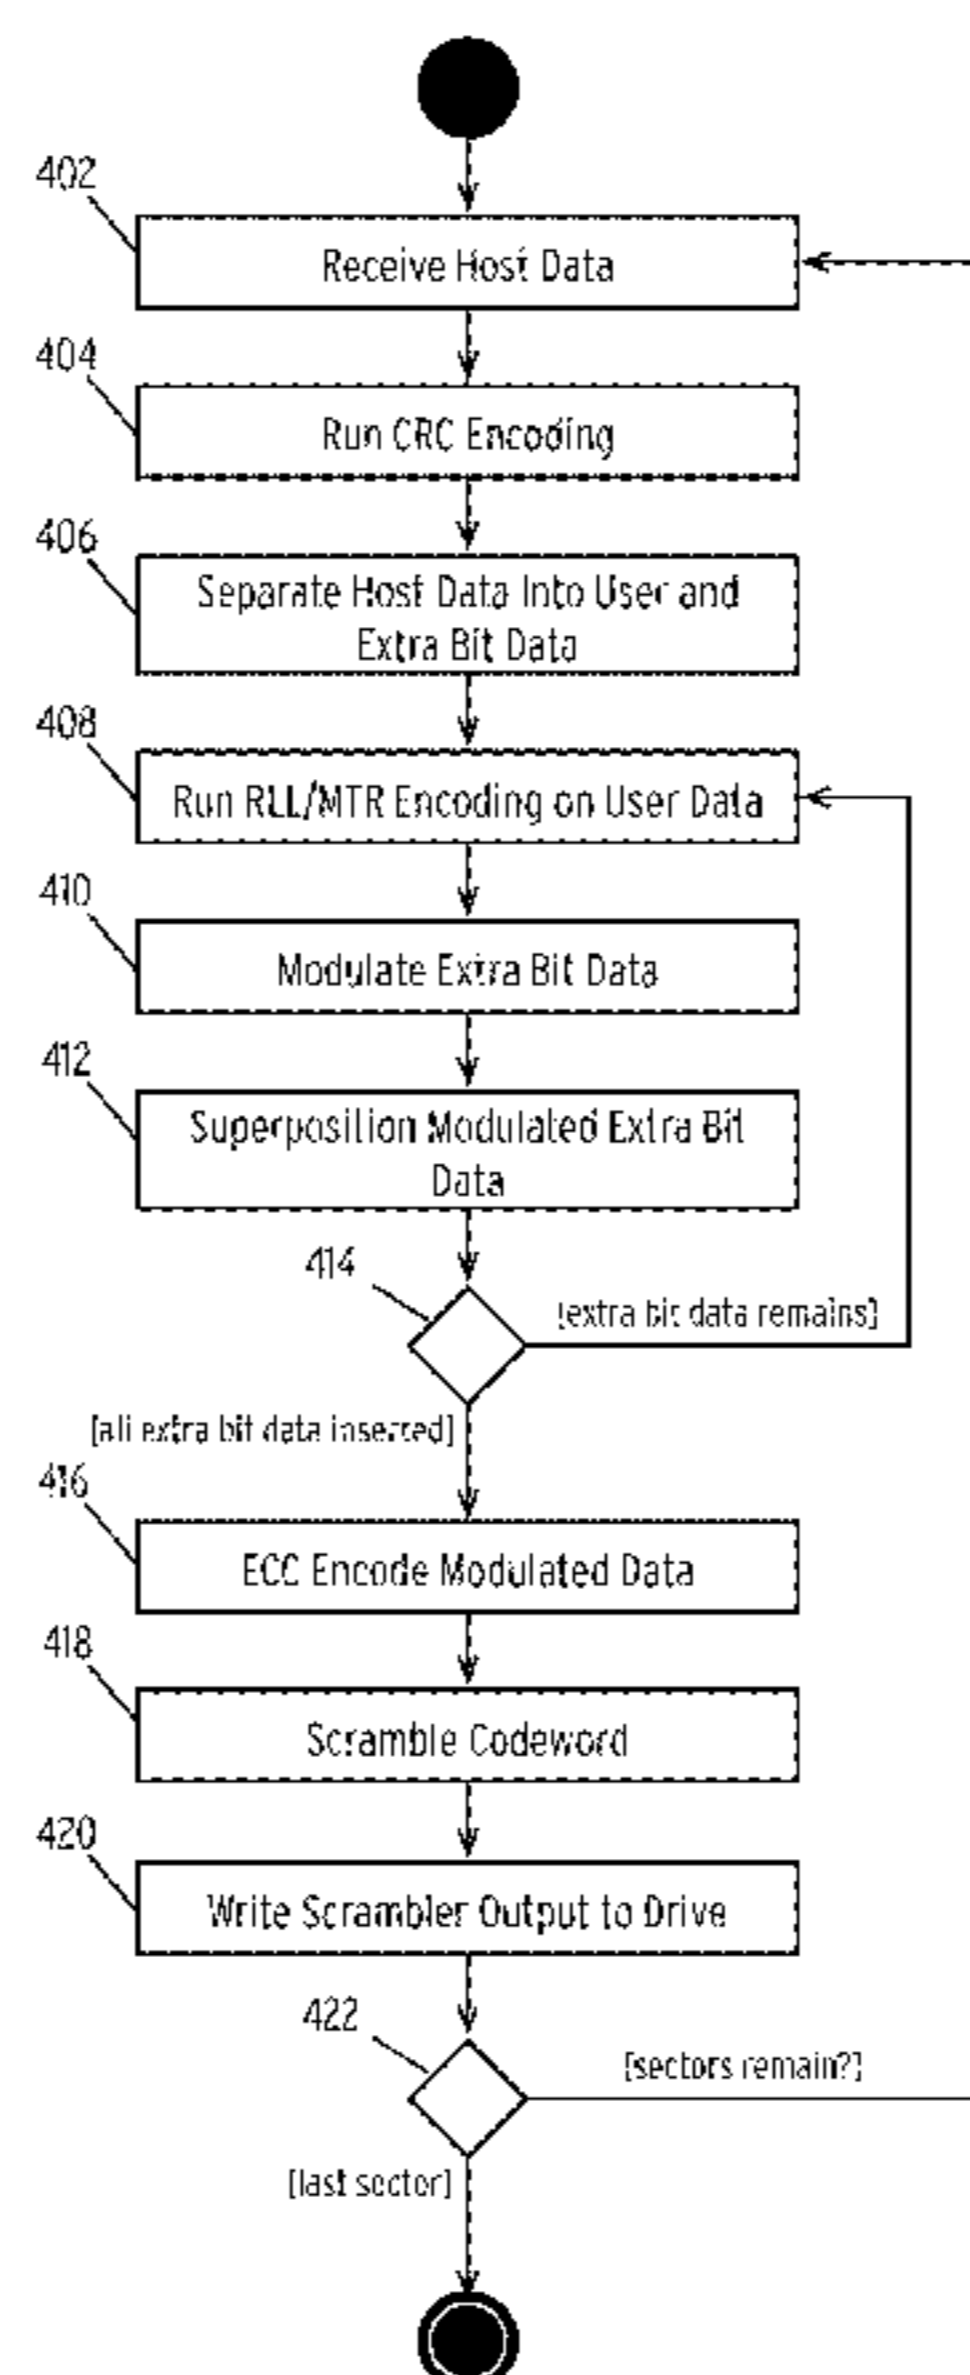 402
Receive Host Data
404
Run CRC Encoding
406
Separate Host Data Into User and
Extra Bit Data
408
Run RLL/MTR Encoding on User Data
410
Modulate Extra Bit Data
412
Superposition Modulated Extra Bit
Data
414
[extra bit data remains]
[all extra bit data inserted]
416
ECC Encode Modulated Data
418
Scramble Codeword
420
Write Scrambler Output to Drive
422
[sectors remain?]
[last sector]